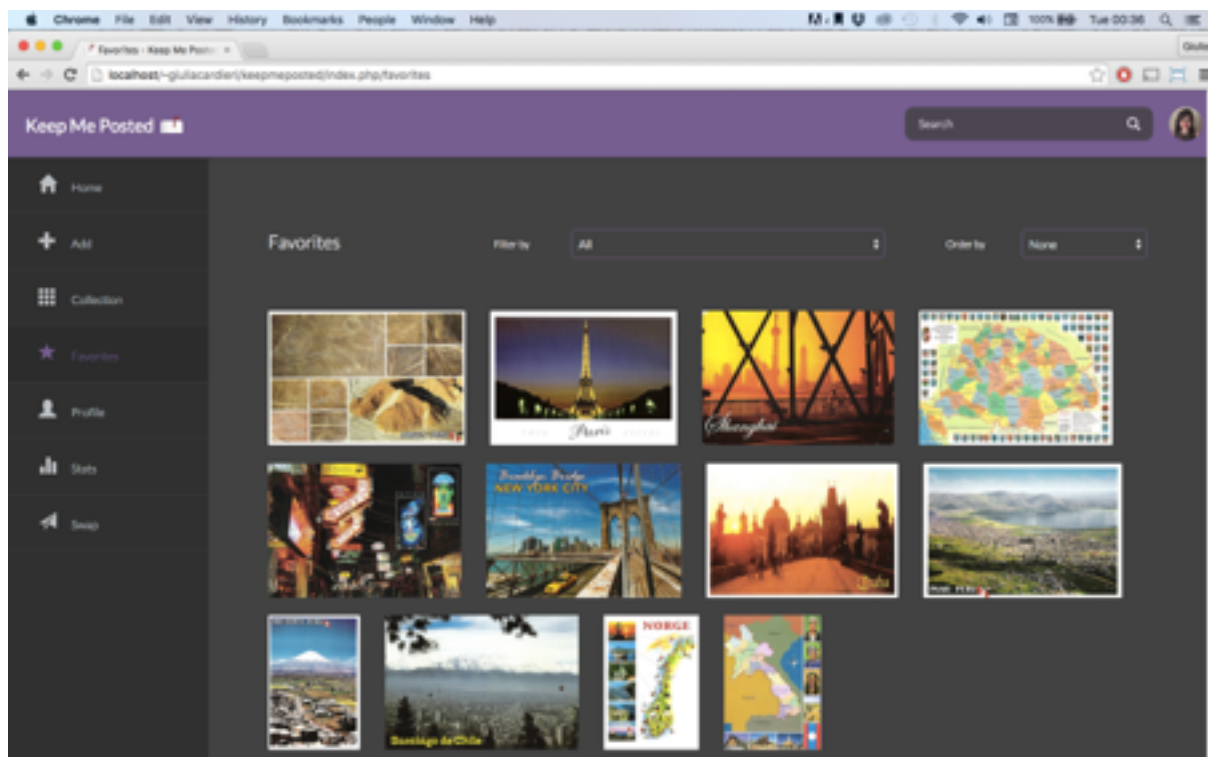 Chrome File Edit View History Bookmarks People Window Help
100% Tue 00:36
Favorites - Keep Me Poste
localhost/~giuliacardieri/keepmeposted/index.php/favorites
Keep Me Posted
Search
Home
Add
Collection
Favorites
Profile
Stats
Swap
Favorites
Filter by
All
Order by
None
Paris
Shanghai
Brooklyn Bridge
NEW YORK CITY
Santiago de Chile
NORGE